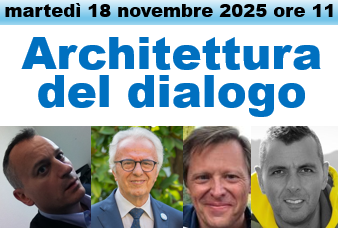 martedì 18 novembre 2025 ore 11
Architettura
del dialogo